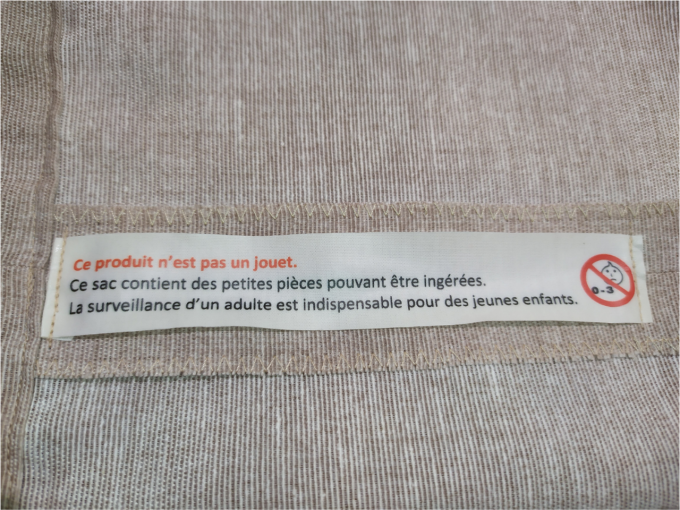 Ce produit n'est pas un jouet.
Ce sac contient des petites pièces pouvant être ingérées.
La surveillance d'un adulte est indispensable pour des jeunes enfants.
0-3